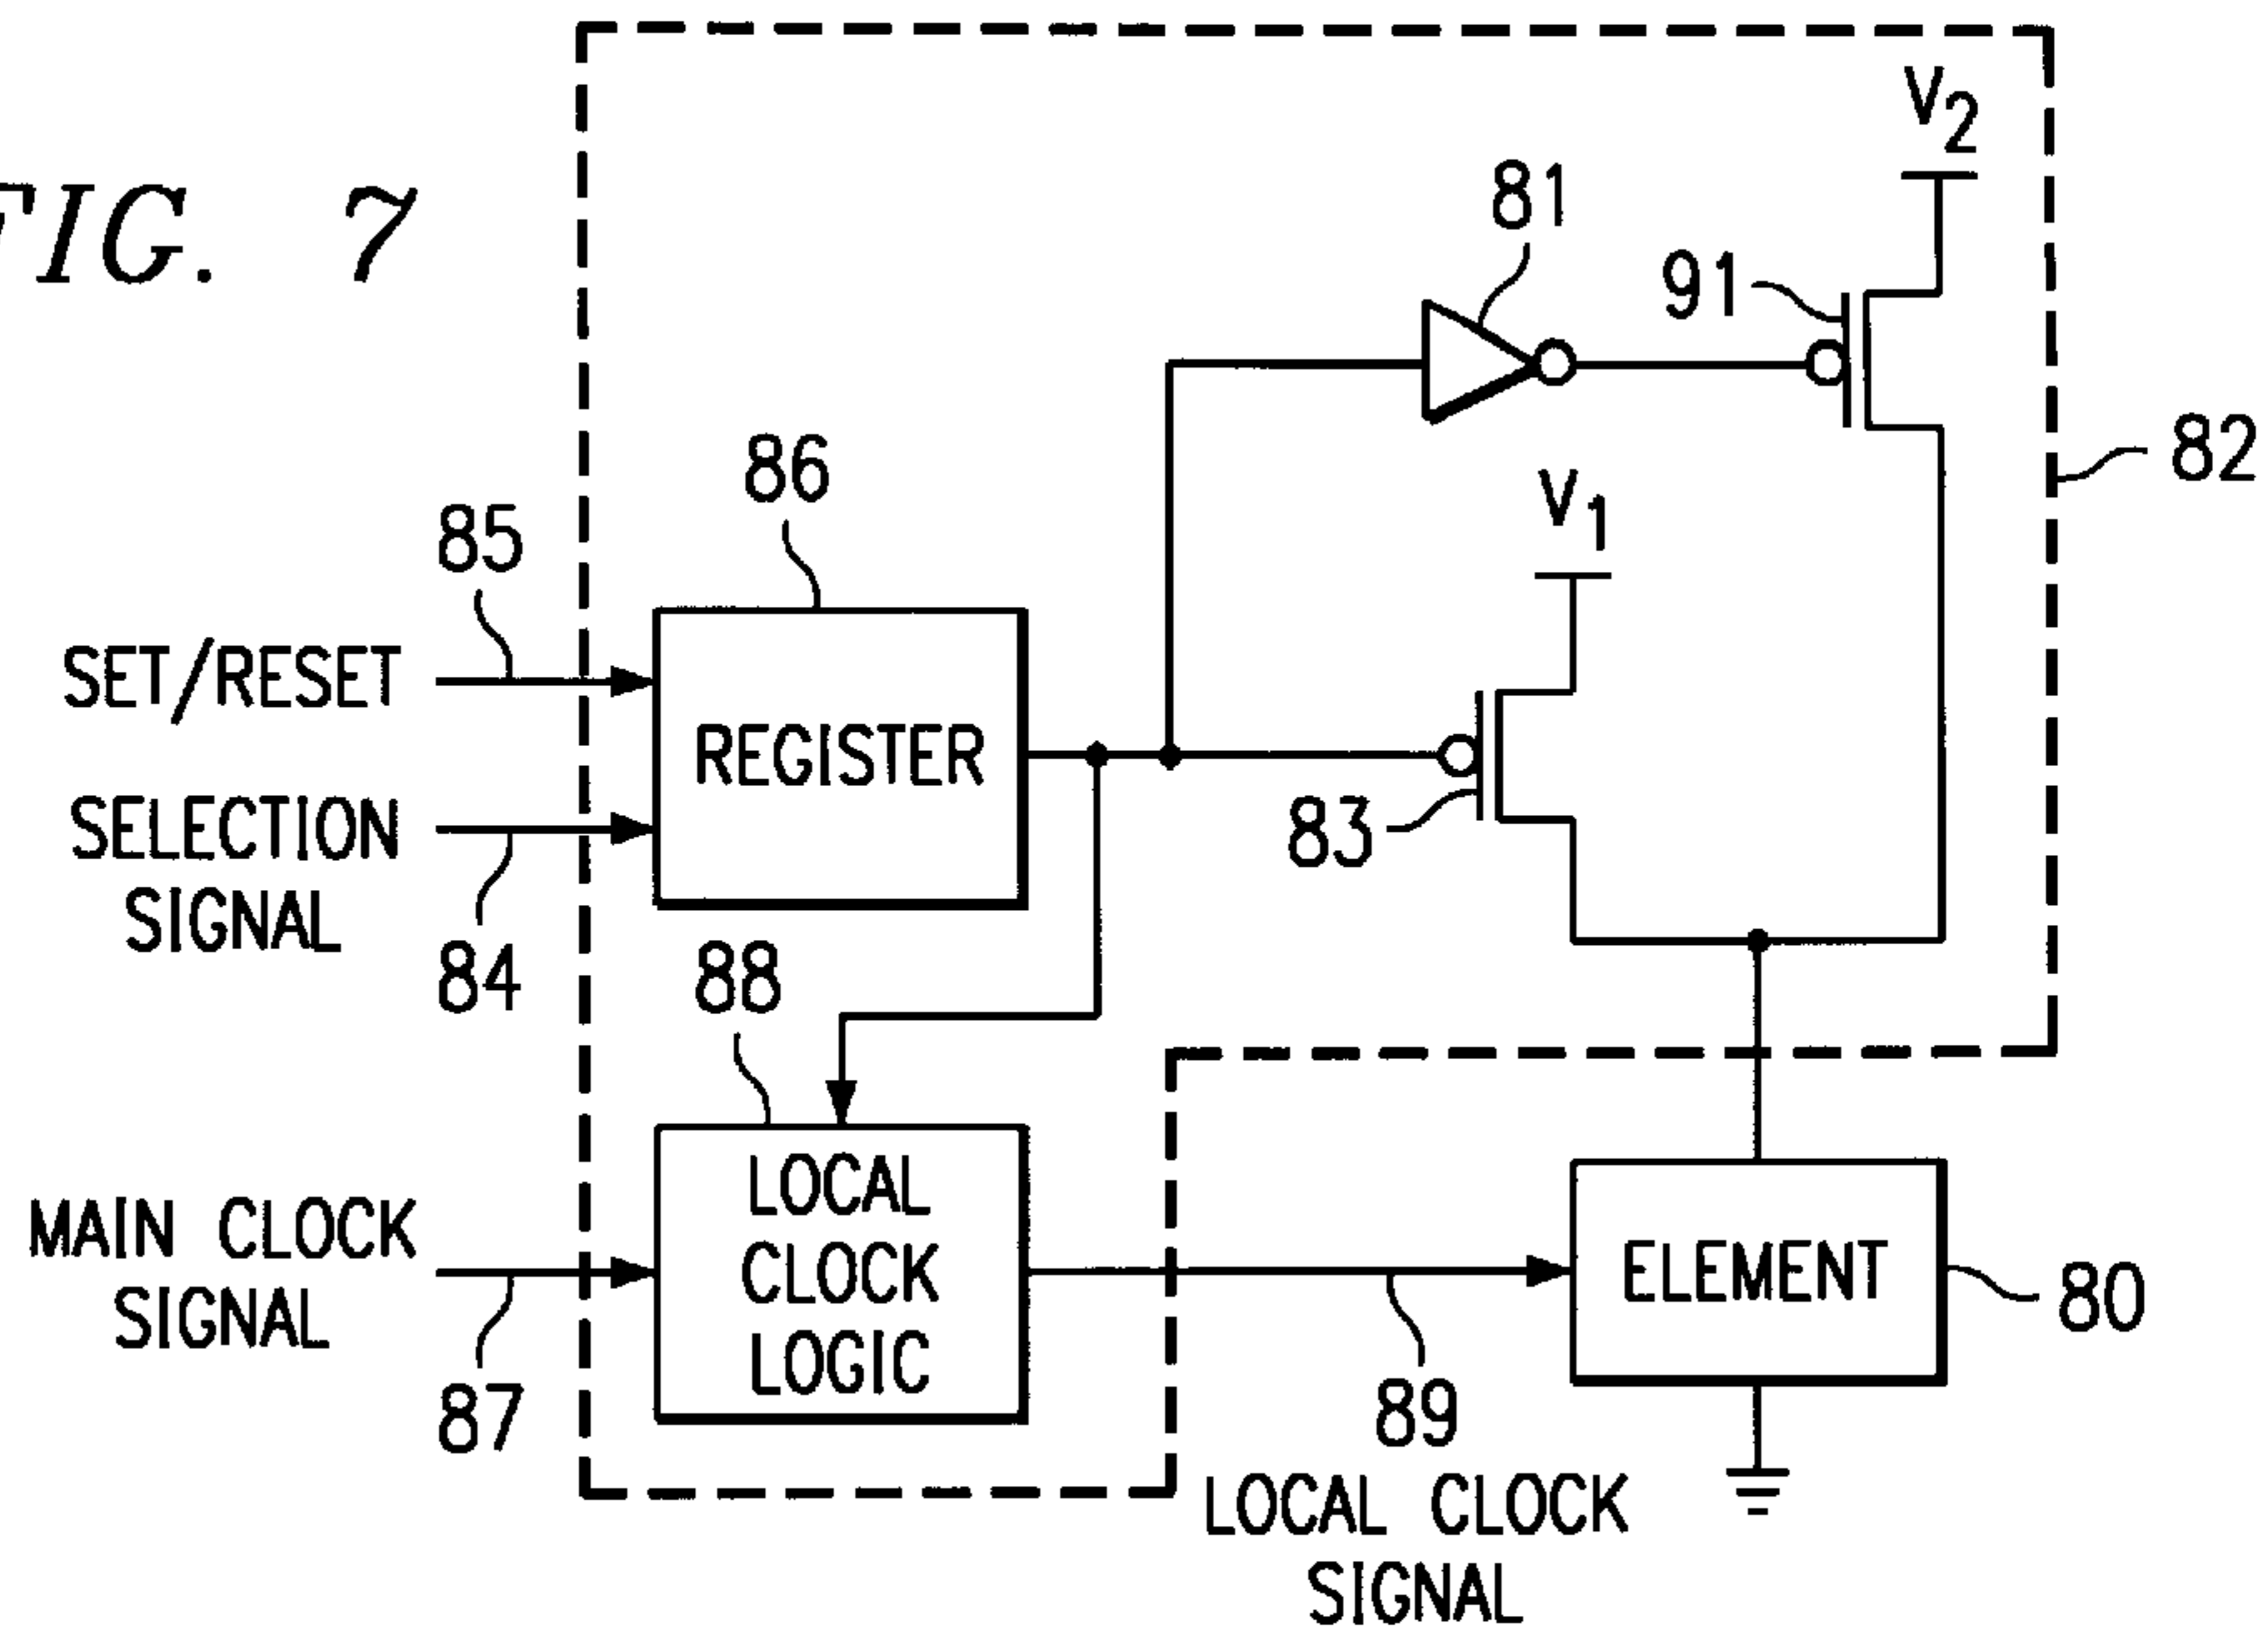 FIG. 7
V2
81
91
82
V1
86
85
SET/RESET
REGISTER
SELECTION
SIGNAL
84
83
88
MAIN CLOCK
SIGNAL
87
LOCAL
CLOCK
LOGIC
ELEMENT
80
89
LOCAL CLOCK
SIGNAL